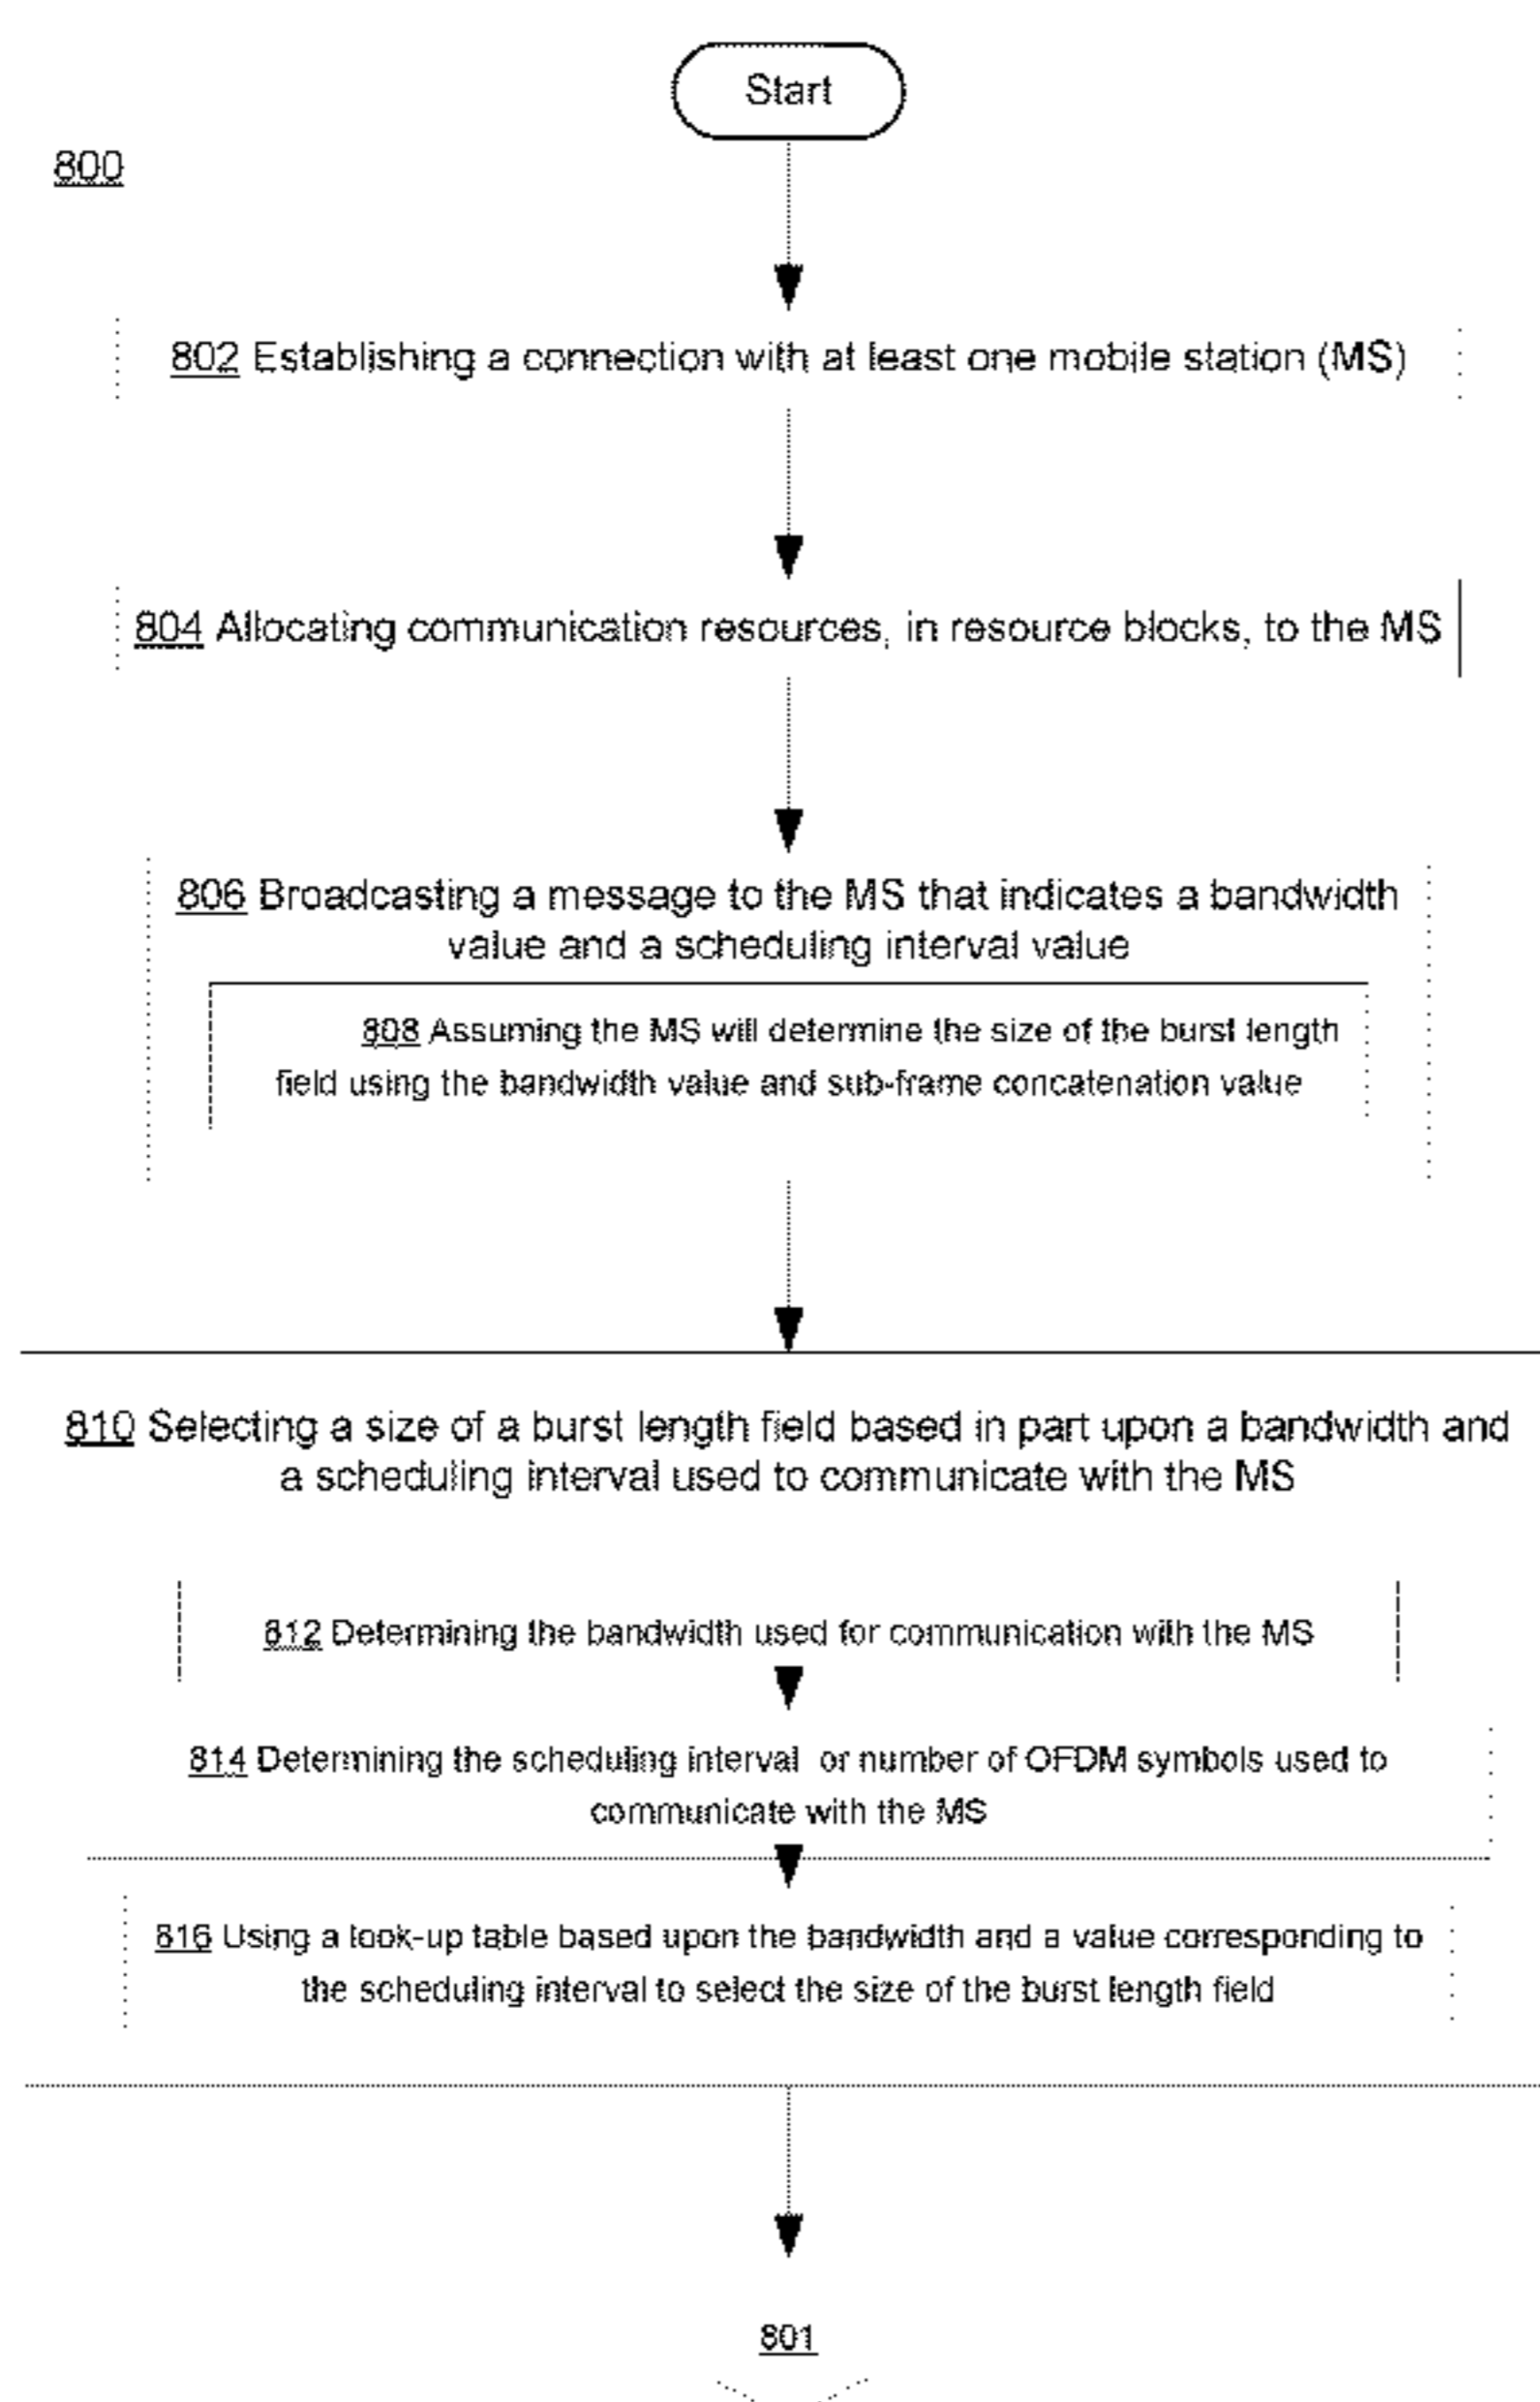 Start
800
802 Establishing a connection with at least one mobile station (MS)
804 Allocating communication resources, in resource blocks, to the MS
806 Broadcasting a message to the MS that indicates a bandwidth
value and a scheduling interval value
808 Assuming the MS will determine the size of the burst length
field using the bandwidth value and sub-frame concatenation value
810 Selecting a size of a burst length field based in part upon a bandwidth and
a scheduling interval used to communicate with the MS
812 Determining the bandwidth used for communication with the MS
814 Determining the scheduling interval or number of OFDM symbols used to
communicate with the MS
816 Using a look-up table based upon the bandwidth and a value corresponding to
the scheduling interval to select the size of the burst length field
801